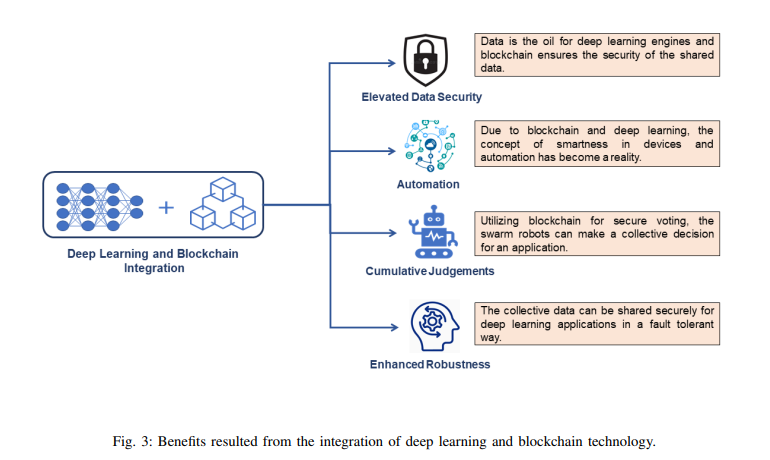 Data is the oil for deep learning engines and
blockchain ensures the security of the shared
data.
Elevated Data Security
Due to blockchain and deep learning, the
concept of smartness in devices and
automation has become a reality.
Automation
Deep Learning and Blockchain
Integration
Utilizing blockchain for secure voting, the
swarm robots can make a collective decision
for an application.
Cumulative Judgements
The collective data can be shared securely for
deep learning applications in a fault tolerant
way.
Enhanced Robustness
Fig. 3: Benefits resulted from the integration of deep learning and blockchain technology.